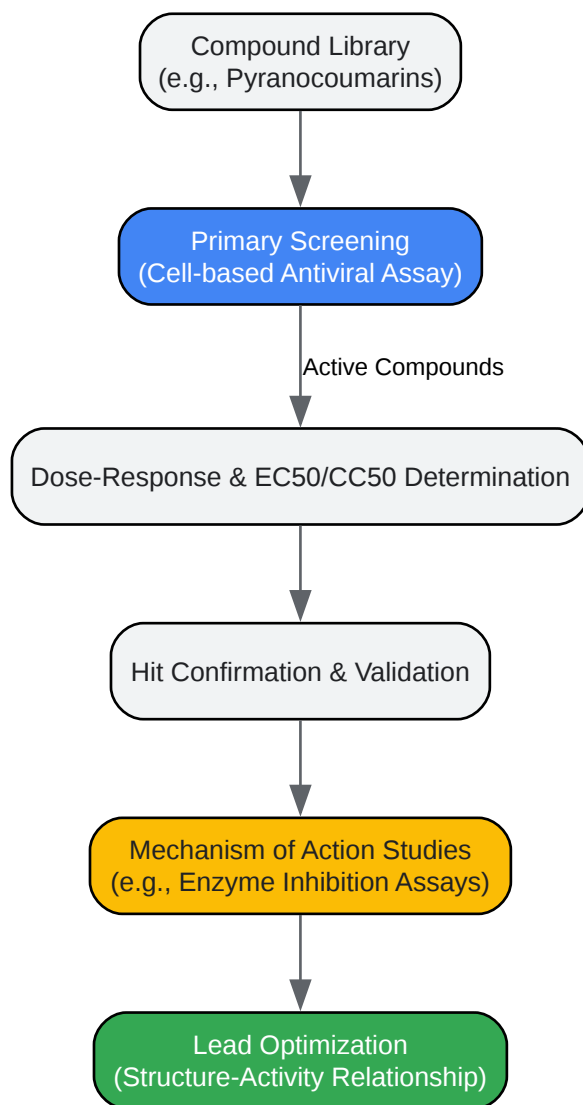 Compound Library
(e.g., Pyranocoumarins)
Primary Screening
(Cell-based Antiviral Assay)
Active Compounds
Dose-Response & EC50/CC50 Determination
Hit Confirmation & Validation
Mechanism of Action Studies
(e.g., Enzyme Inhibition Assays)
Lead Optimization
(Structure-Activity Relationship)